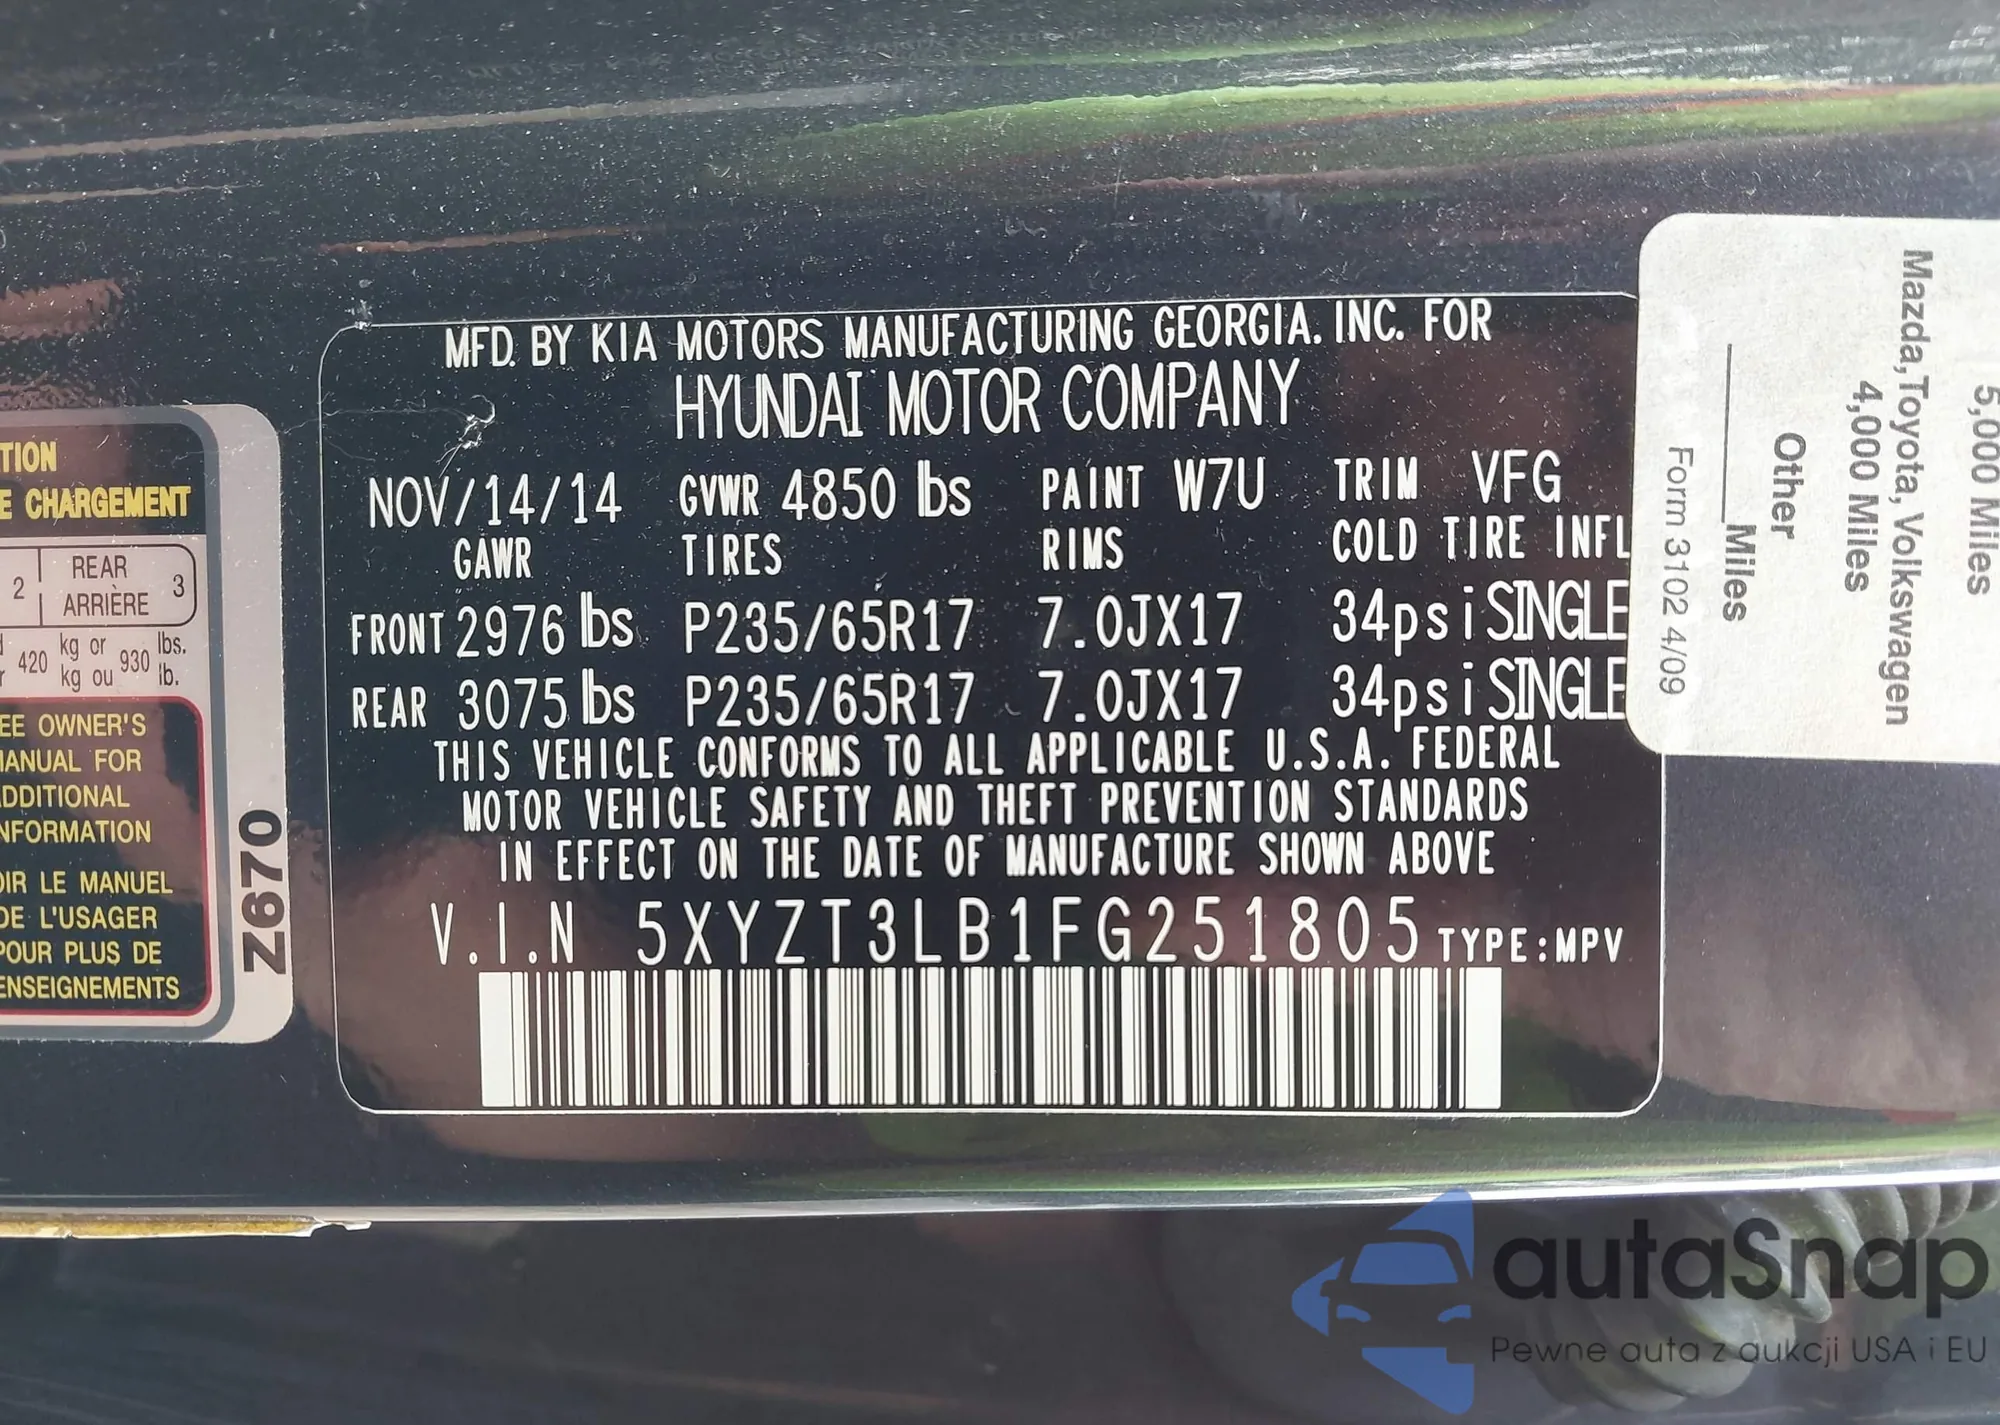 MFD. BY KIA MOTORS MANUFACTURING GEORGIA. INC. FOR
HYUNDAI MOTOR COMPANY
NOV/14/14 GVWR 4850 lbs PAINT W7U TRIM VFG
GAWR TIRES RIMS COLD TIRE INFL
FRONT 2976 lbs P235/65R17 7.0JX17 34psi SINGLE
REAR 3075 lbs P235/65R17 7.0JX17 34psi SINGLE
THIS VEHICLE CONFORMS TO ALL APPLICABLE U.S.A. FEDERAL
MOTOR VEHICLE SAFETY AND THEFT PREVENTION STANDARDS
IN EFFECT ON THE DATE OF MANUFACTURE SHOWN ABOVE
V.I.N 5XYZT3LB1FG251805 TYPE:MPV
TION
E CHARGEMENT
2 REAR 3
ARRIÈRE
420 kg or 930 lbs.
kg ou lb.
EE OWNER'S
MANUAL FOR
ADDITIONAL
NFORMATION
OIR LE MANUEL
DE L'USAGER
POUR PLUS DE
ENSEIGNEMENTS
Z670
5,000 Miles
Mazda,Toyota, Volkswagen
4,000 Miles
Other
______Miles
Form 3102 4/09
autaSnap
Pewne auta z aukcji USA i EU